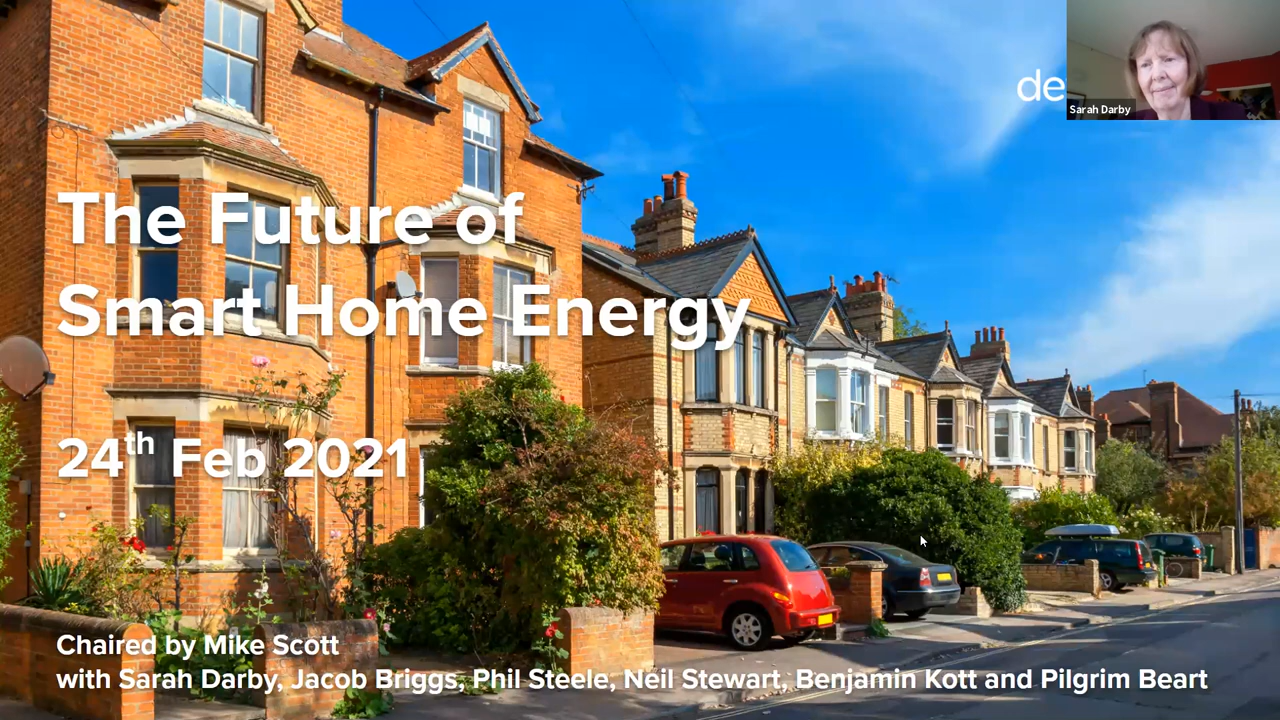 de
Sarah Darby
The Future of
Smart Home Energy
24th Feb 2021
Chaired by Mike Scott
with Sarah Darby, Jacob Briggs, Phil Steele, Neil Stewart, Benjamin Kott and Pilgrim Beart